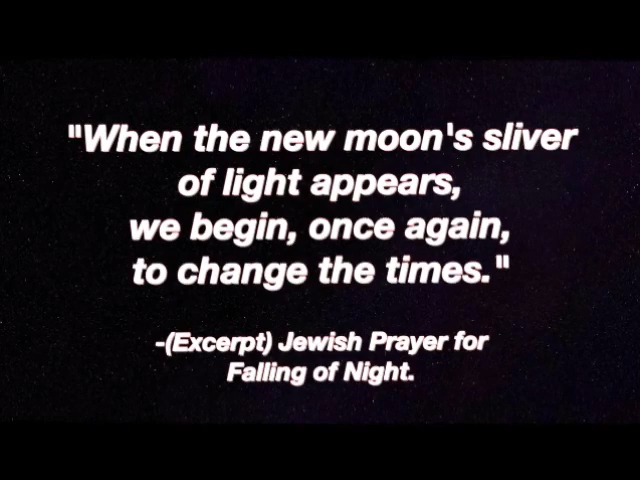 "When the new moon's sliver
of light appears,
we begin, once again,
to change the times."
-(Excerpt) Jewish Prayer for
Falling of Night.